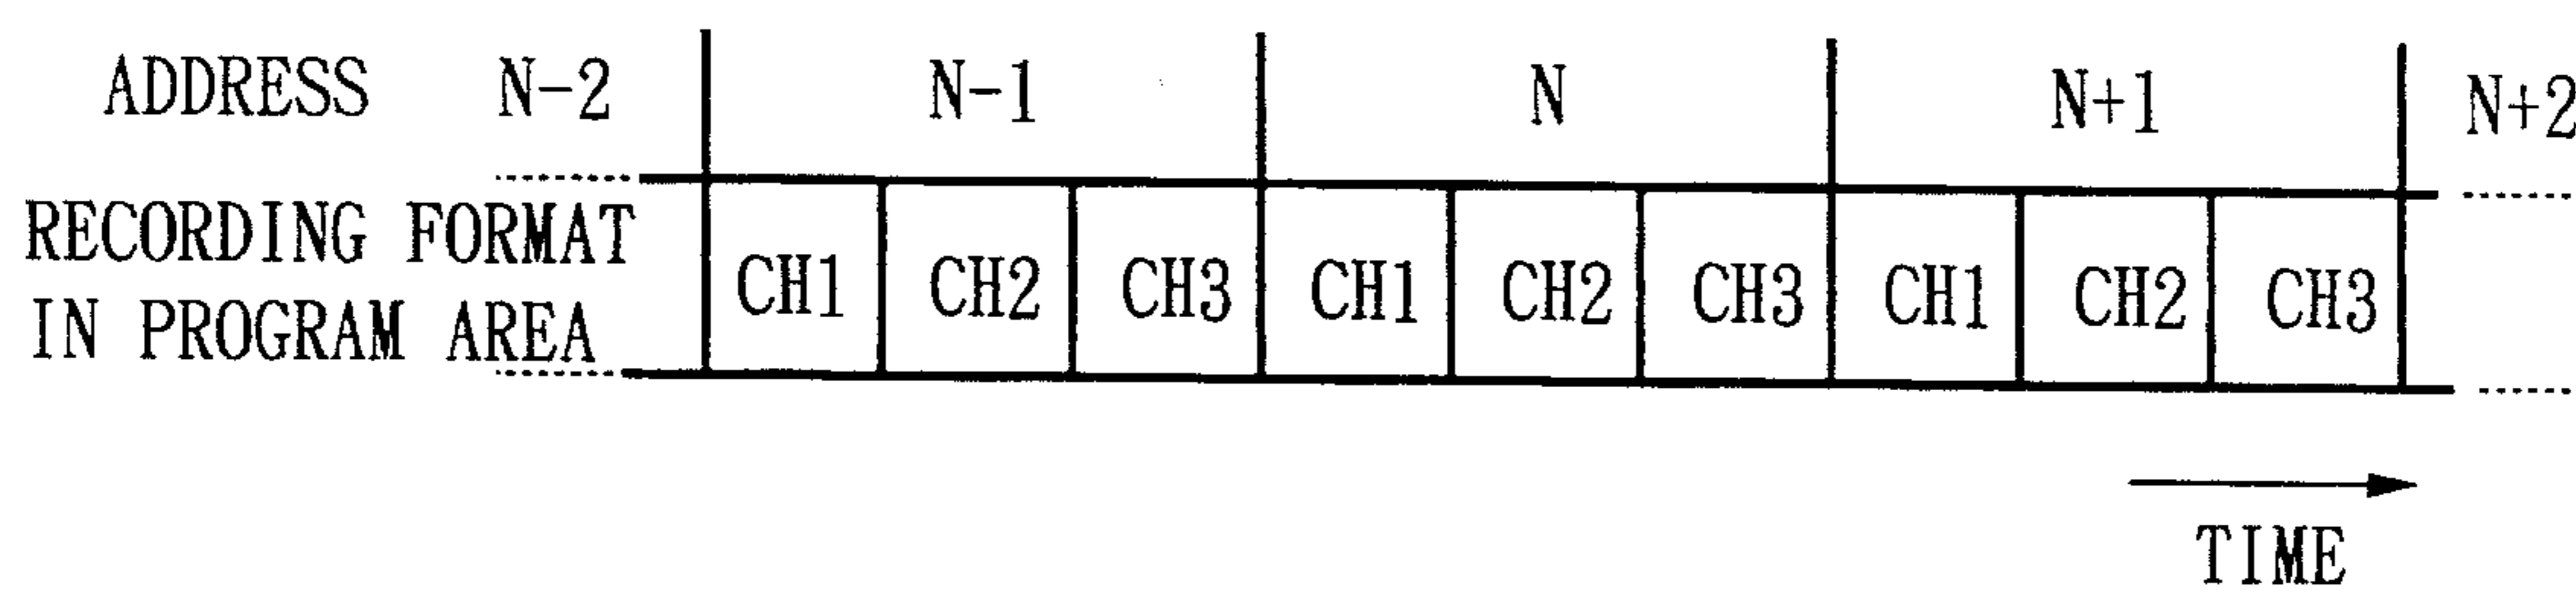 ADDRESS N-2 N-1 N N+1 N+2
RECORDING FORMAT
IN PROGRAM AREA
CH1 CH2 CH3 CH1 CH2 CH3 CH1 CH2 CH3
TIME